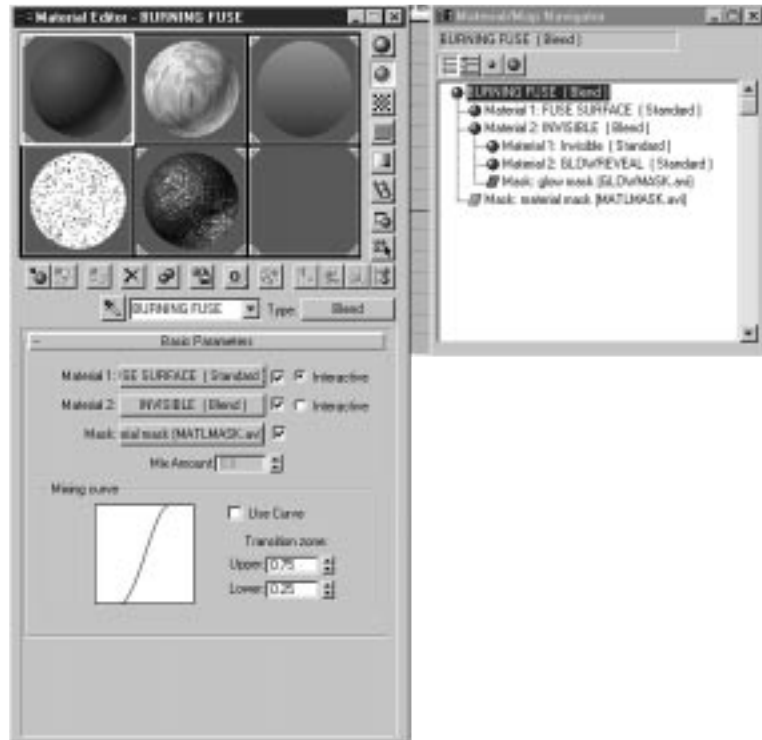 Material Editor - BURNING FUSE
BURNING FUSE
Type:
Blend
Basic Parameters
Material 1:
SE SURFACE ( Standard )
Interactive
Material 2:
INVISIBLE ( Blend )
Interactive
Mask:
rial mask (MATLMASK.avi
Mix Amount:
Mixing curve
Use Curve
Transition zone:
Upper: 0.75
Lower: 0.25
Material/Map Navigator
BURNING FUSE ( Blend )
BURNING FUSE ( Blend )
Material 1: FUSE SURFACE ( Standard )
Material 2: INVISIBLE ( Blend )
Material 1: Invisible ( Standard )
Material 2: GLOW/REVEAL ( Standard )
Mask: glow mask (GLOWMASK.avi)
Mask: material mask (MATLMASK.avi)